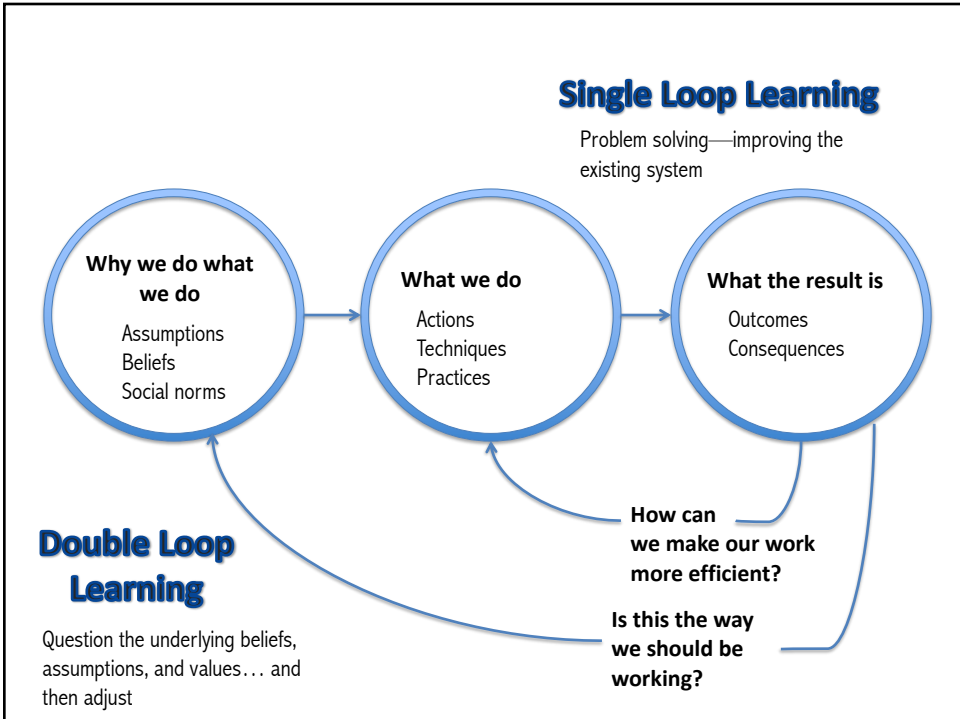 Single Loop Learning
Problem solving—improving the
existing system
Why we do what
we do
Assumptions
Beliefs
Social norms
What we do
Actions
Techniques
Practices
What the result is
Outcomes
Consequences
How can
we make our work
more efficient?
Double Loop
Learning
Question the underlying beliefs,
assumptions, and values… and
then adjust
Is this the way
we should be
working?